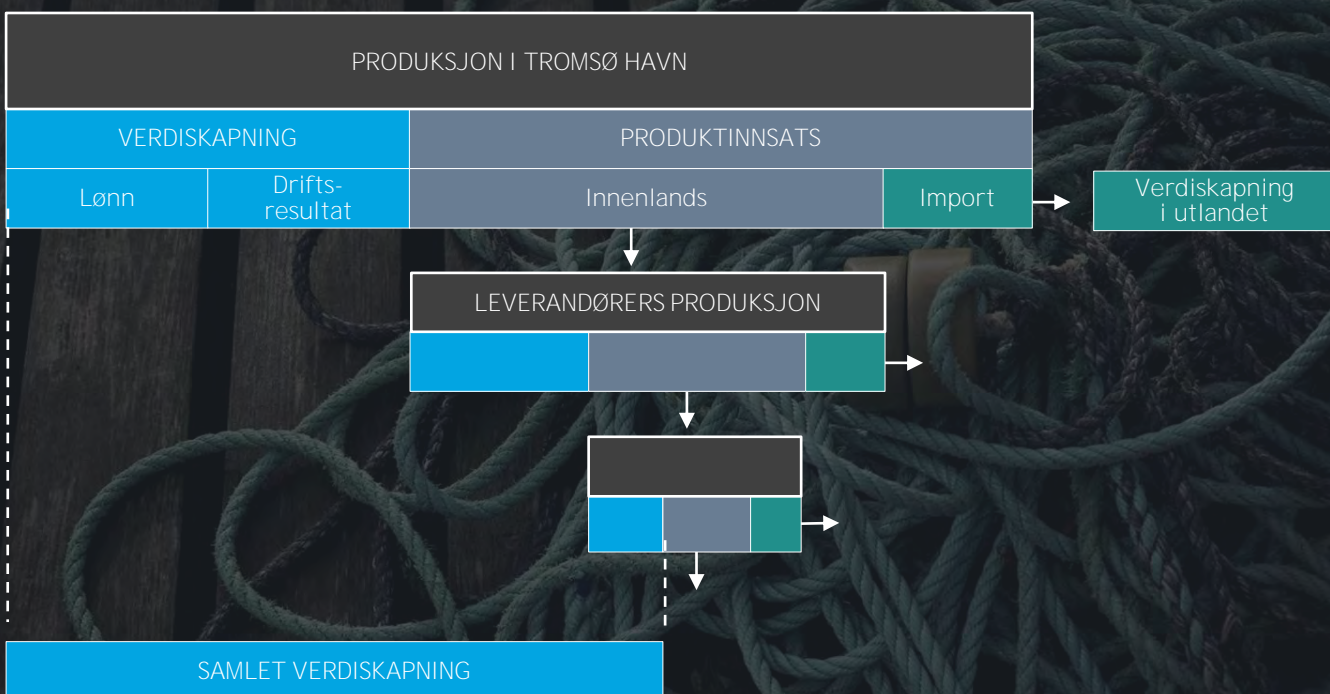 PRODUKSJON I TROMSØ HAVN
VERDISKAPNING
PRODUKTINNSATS
Lønn
Drifts-
resultat
Innenlands
Import
Verdiskapning
i utlandet
LEVERANDØRERS PRODUKSJON
SAMLET VERDISKAPNING